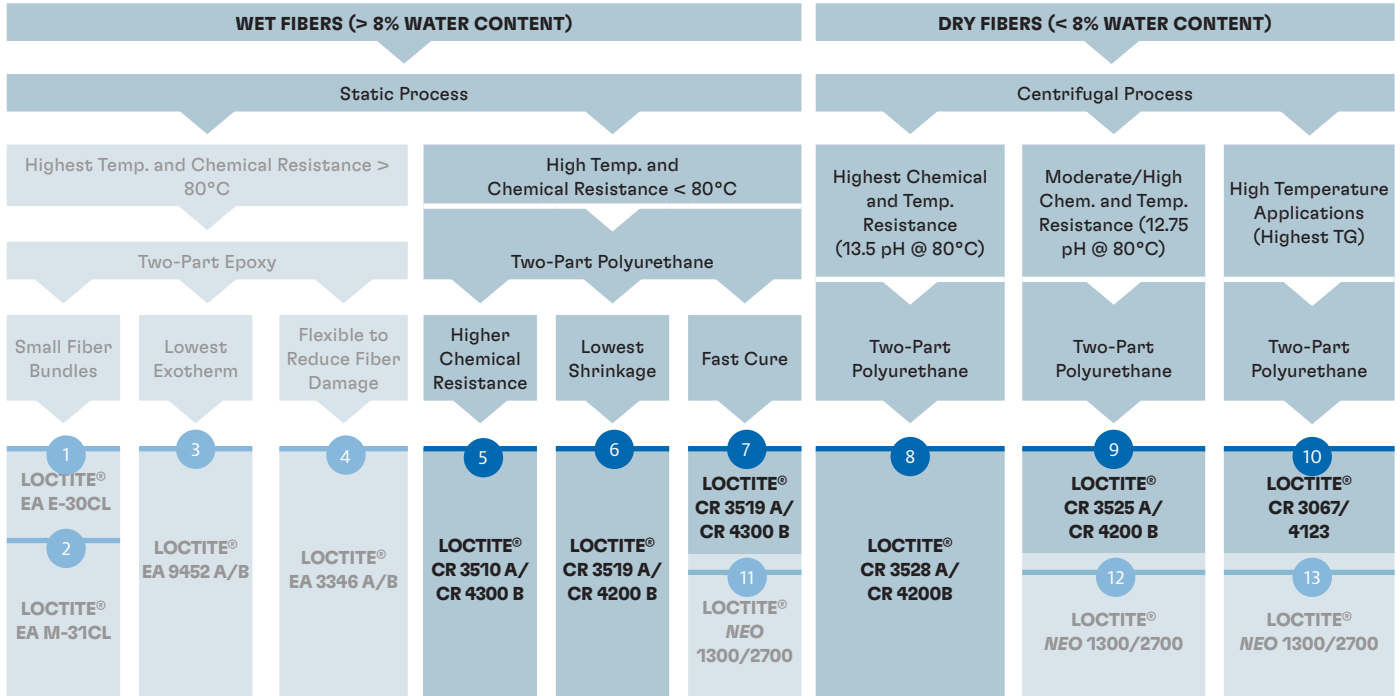 WET FIBERS (> 8% WATER CONTENT)
DRY FIBERS (< 8% WATER CONTENT)
Static Process
Centrifugal Process
Highest Temp. and Chemical Resistance >
80°C
High Temp. and
Chemical Resistance < 80°C
Highest Chemical
and Temp.
Resistance
(13.5 pH @ 80°C)
Moderate/High
Chem. and Temp.
Resistance (12.75
pH @ 80°C)
High Temperature
Applications
(Highest TG)
Two-Part Epoxy
Two-Part Polyurethane
Small Fiber
Bundles
Lowest
Exotherm
Flexible to
Reduce Fiber
Damage
Higher
Chemical
Resistance
Lowest
Shrinkage
Fast Cure
Two-Part
Polyurethane
Two-Part
Polyurethane
Two-Part
Polyurethane
1
LOCTITE®
EA E-30CL
2
LOCTITE®
EA M-31CL
3
LOCTITE®
EA 9452 A/B
4
LOCTITE®
EA 3346 A/B
5
LOCTITE®
CR 3510 A/
CR 4300 B
6
LOCTITE®
CR 3519 A/
CR 4200 B
7
LOCTITE®
CR 3519 A/
CR 4300 B
11
LOCTITE®
NEO
1300/2700
8
LOCTITE®
CR 3528 A/
CR 4200B
9
LOCTITE®
CR 3525 A/
CR 4200 B
12
LOCTITE®
NEO 1300/2700
10
LOCTITE®
CR 3067/
4123
13
LOCTITE®
NEO 1300/2700